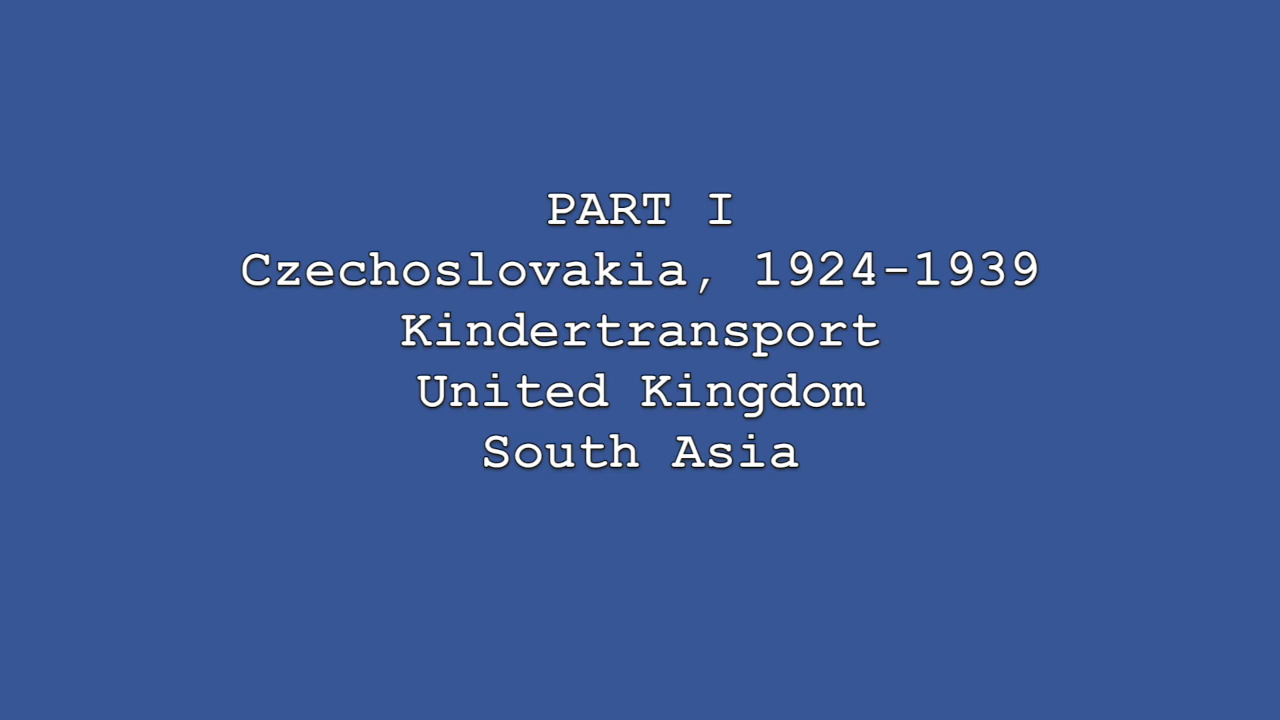 PART I
Czechoslovakia, 1924-1939
Kindertransport
United Kingdom
South Asia